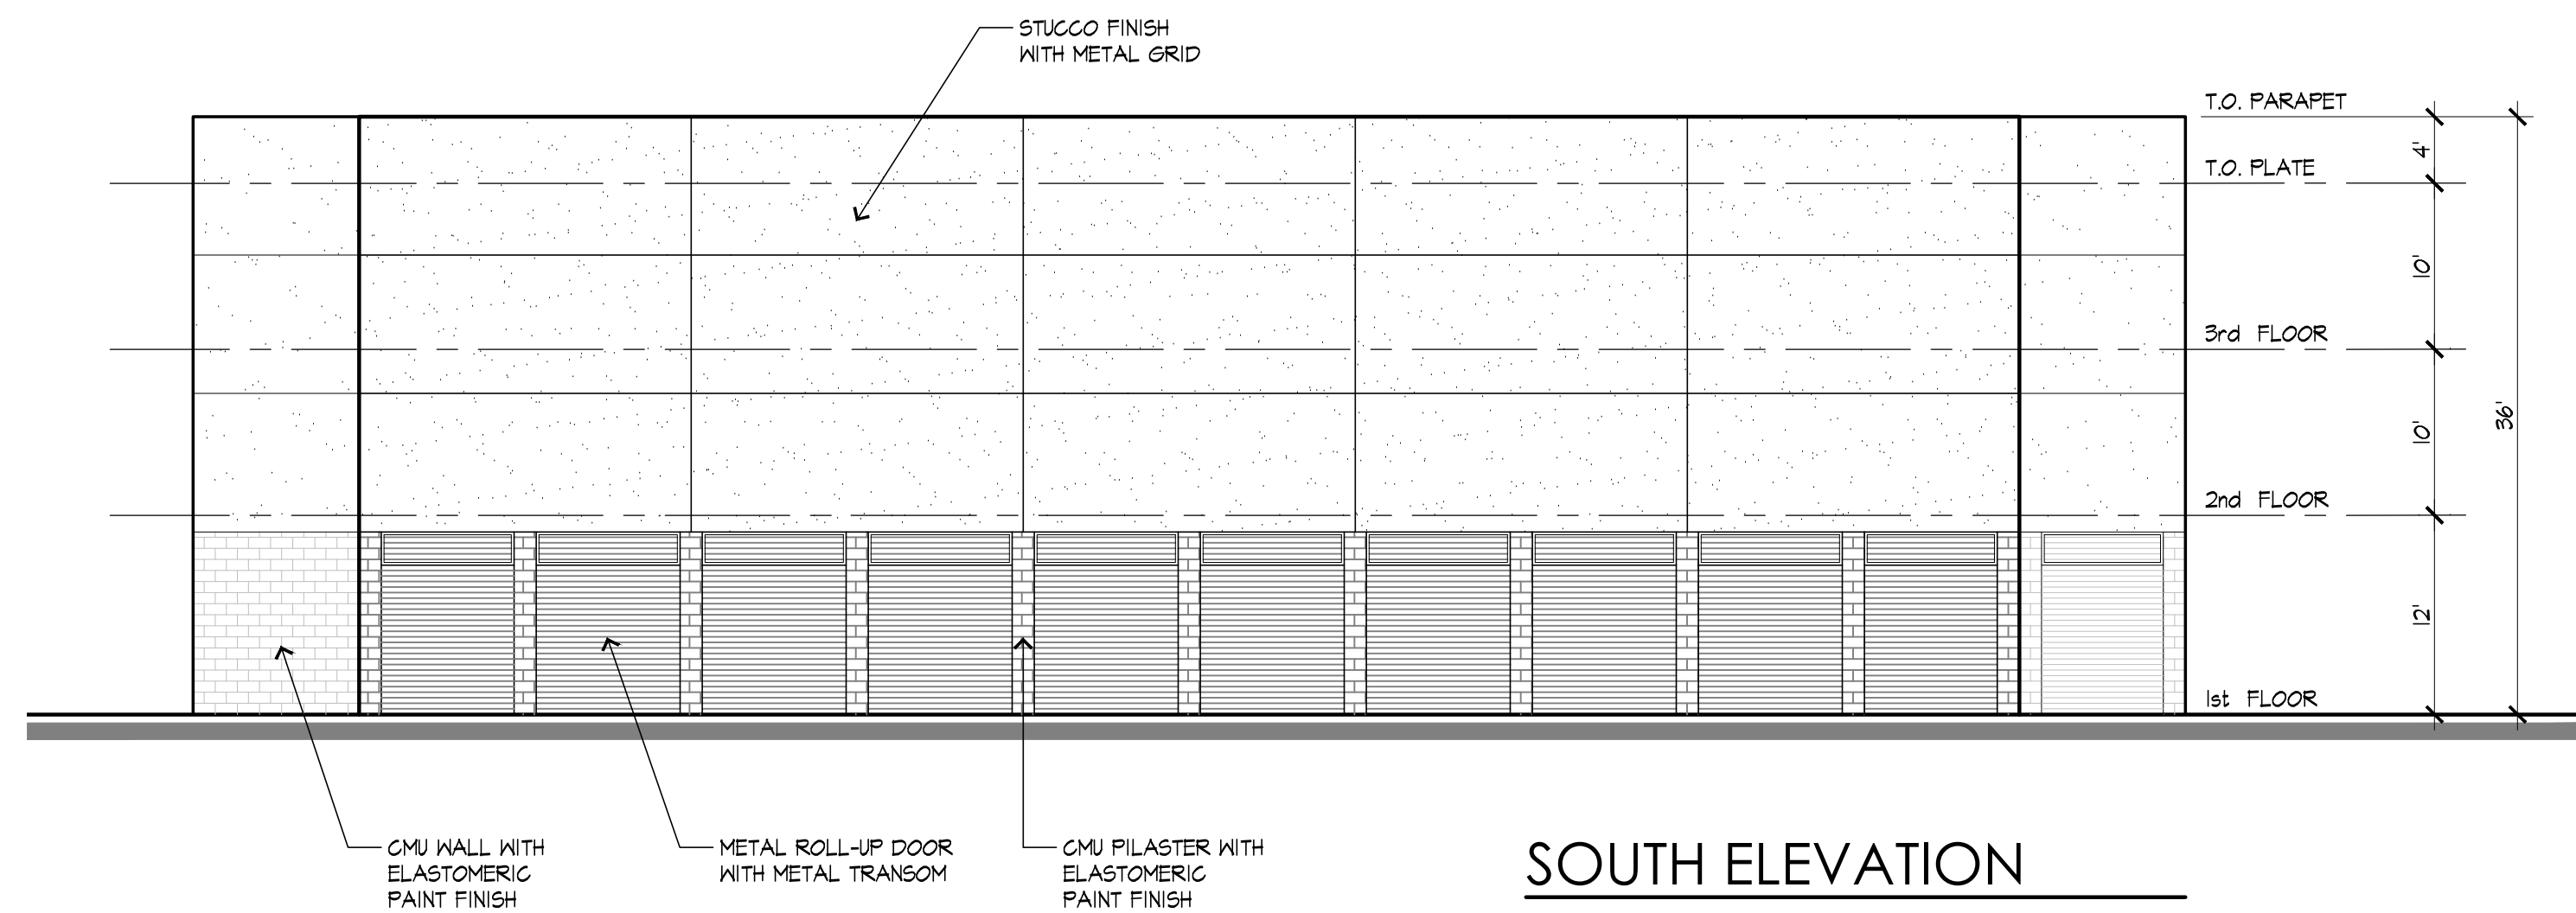 STUCCO FINISH
WITH METAL GRID
T.O. PARAPET
4'
T.O. PLATE
10'
3rd FLOOR
36'
10'
2nd FLOOR
12'
1st FLOOR
CMU WALL WITH
ELASTOMERIC
PAINT FINISH
METAL ROLL-UP DOOR
WITH METAL TRANSOM
CMU PILASTER WITH
ELASTOMERIC
PAINT FINISH
SOUTH ELEVATION